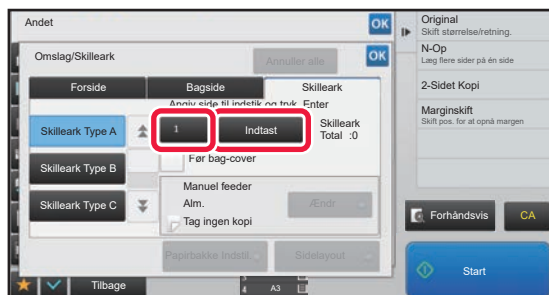 Andet
OK
Omslag/Skilleark
Annuller alle
OK
Forside
Bagside
Skilleark
Angiv side til indstik og tryk Enter
Skilleark Type A
1
Indtast
Skilleark
Total :0
Før bag-cover
Skilleark Type B
Manuel feeder
Alm.
Tag ingen kopi
Ændr
Skilleark Type C
Papirbakke Indstil.
Sidelayout
Tilbage
4
A3
Original
Skift størrelse/retning.
N-Op
Læg flere sider på én side
2-Sidet Kopi
Marginskift
Skift pos. for at opnå margen
Forhåndsvis
CA
Start